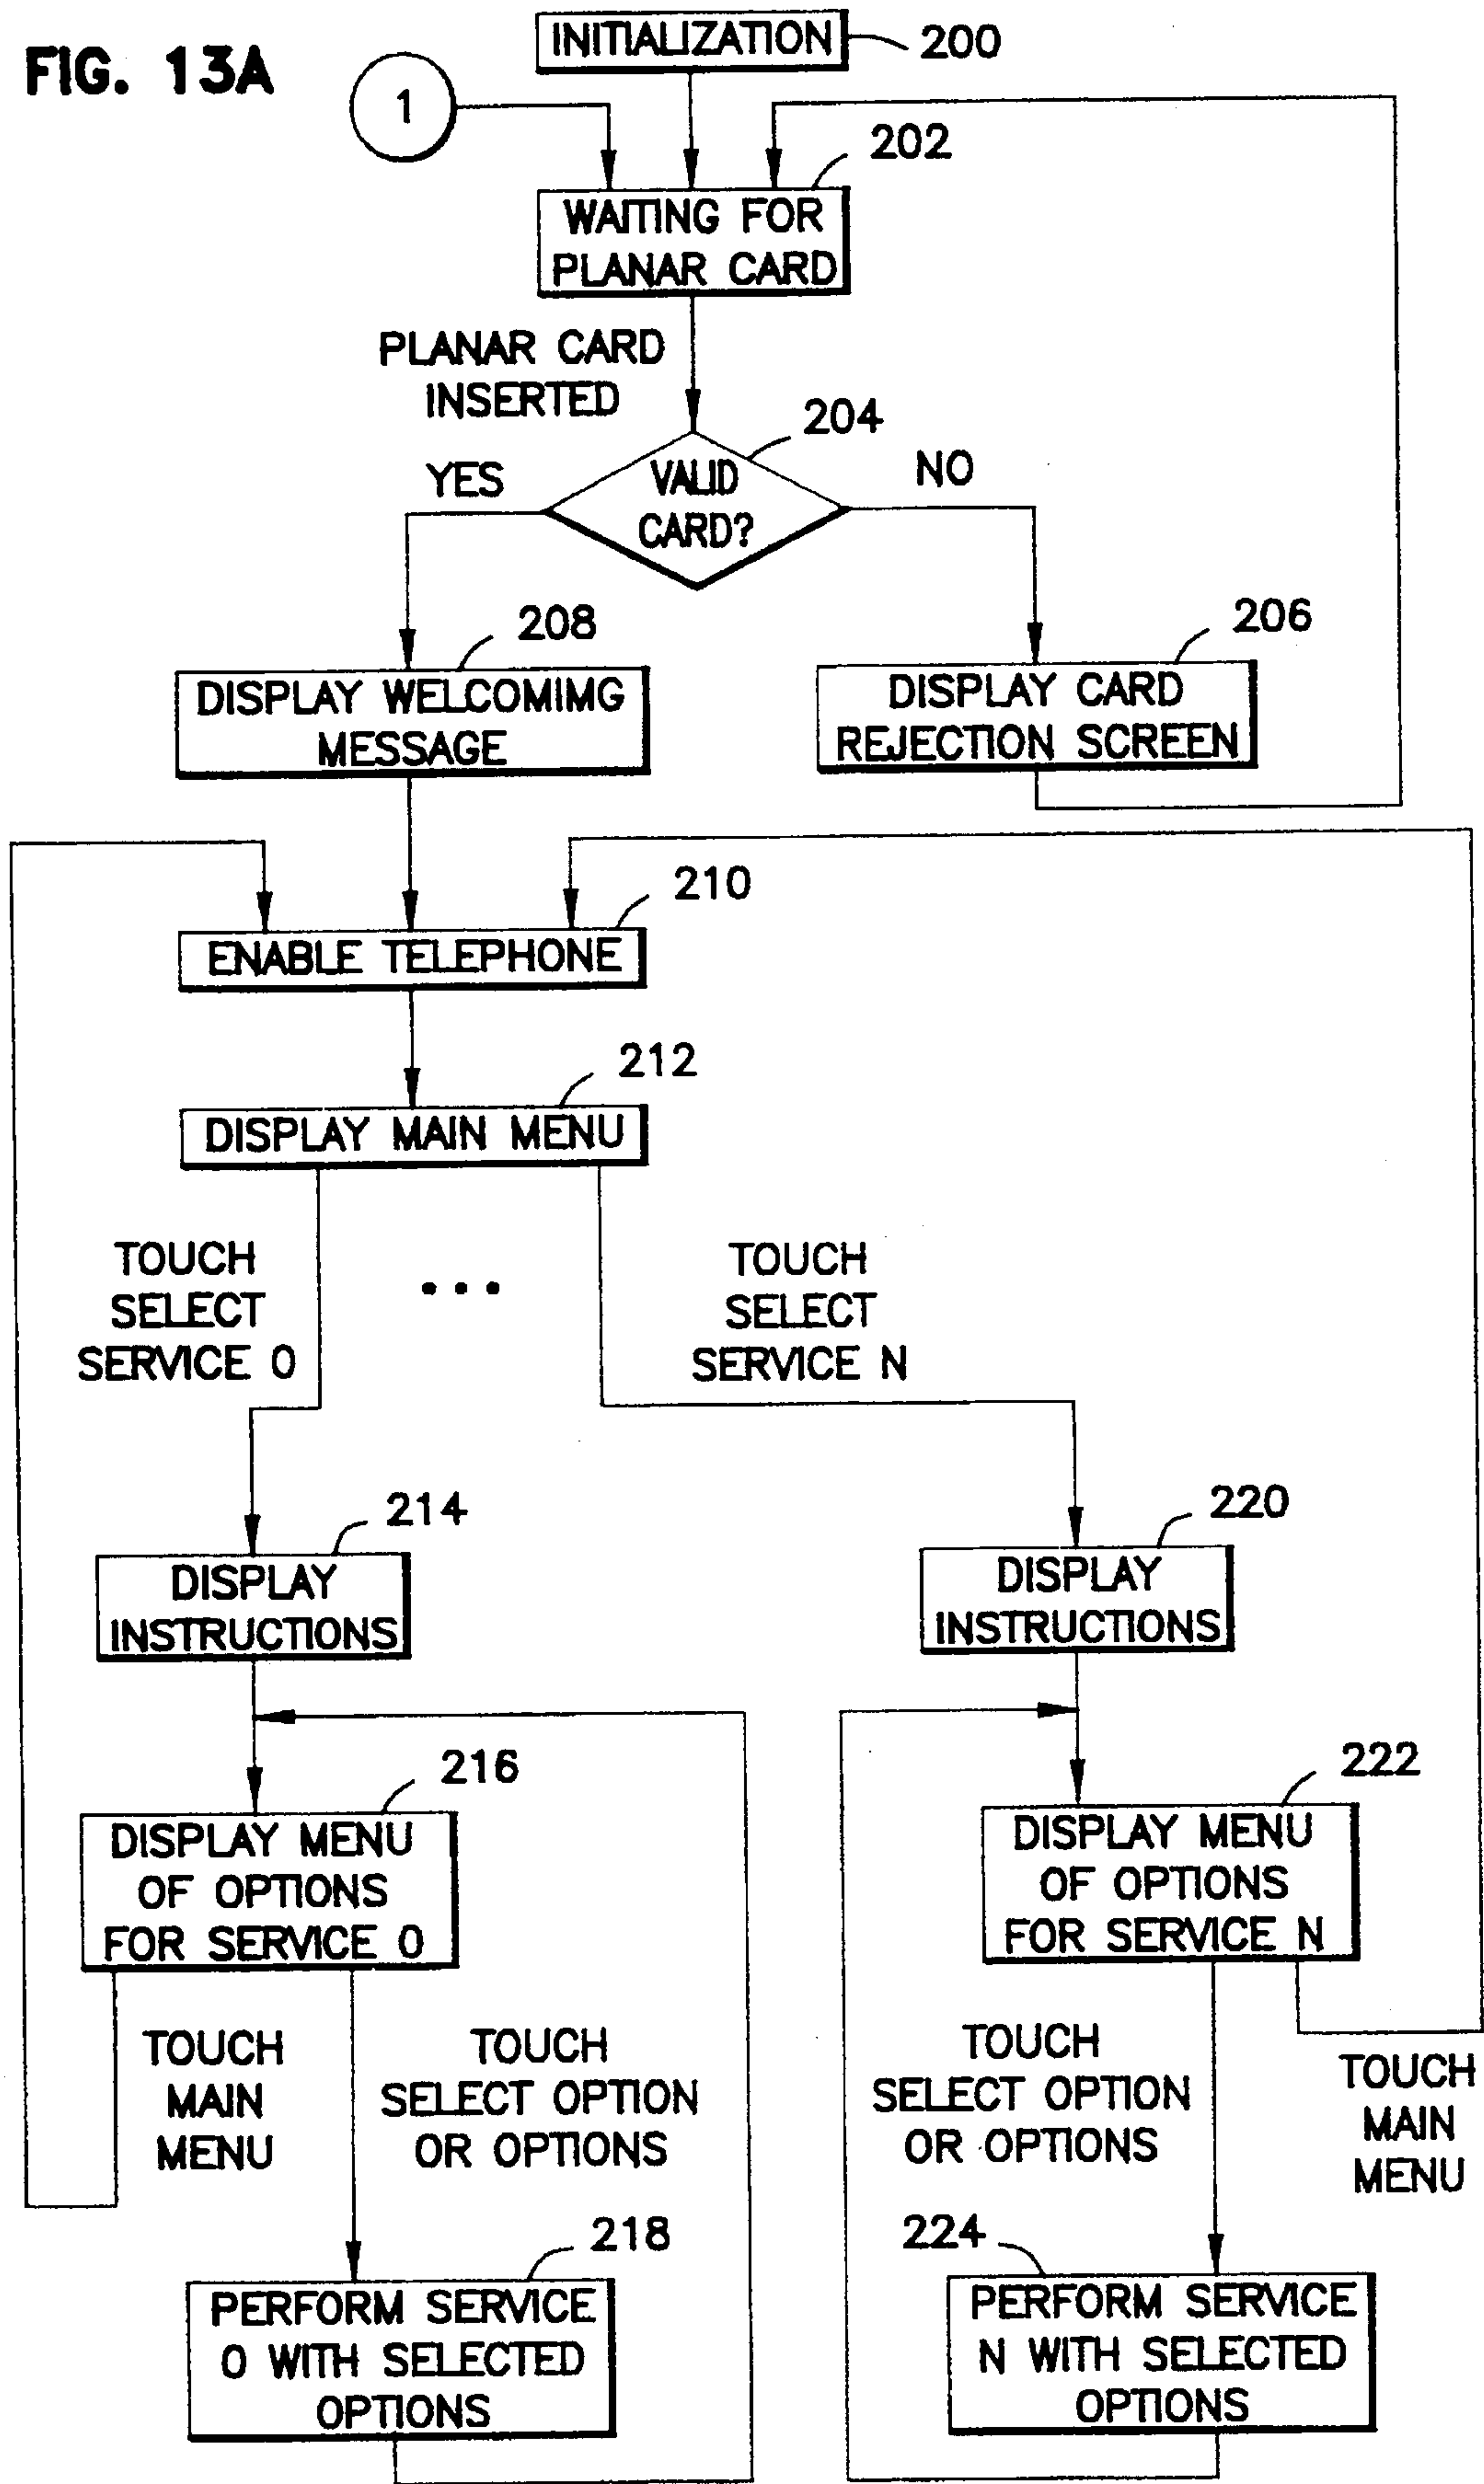 FIG. 13A
INITIALIZATION
200
1
202
WAITING FOR
PLANAR CARD
PLANAR CARD
INSERTED
204
YES
VALID
CARD?
NO
208
DISPLAY WELCOMIMG
MESSAGE
206
DISPLAY CARD
REJECTION SCREEN
210
ENABLE TELEPHONE
212
DISPLAY MAIN MENU
TOUCH
SELECT
SERVICE 0
• • •
TOUCH
SELECT
SERVICE N
214
DISPLAY
INSTRUCTIONS
220
DISPLAY
INSTRUCTIONS
216
DISPLAY MENU
OF OPTIONS
FOR SERVICE 0
222
DISPLAY MENU
OF OPTIONS
FOR SERVICE N
TOUCH
MAIN
MENU
TOUCH
SELECT OPTION
OR OPTIONS
TOUCH
SELECT OPTION
OR OPTIONS
TOUCH
MAIN
MENU
218
PERFORM SERVICE
0 WITH SELECTED
OPTIONS
224
PERFORM SERVICE
N WITH SELECTED
OPTIONS